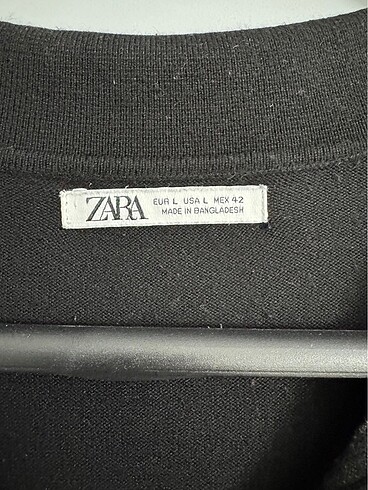 ZARA
EUR L USA L MEX 42
MADE IN BANGLADESH